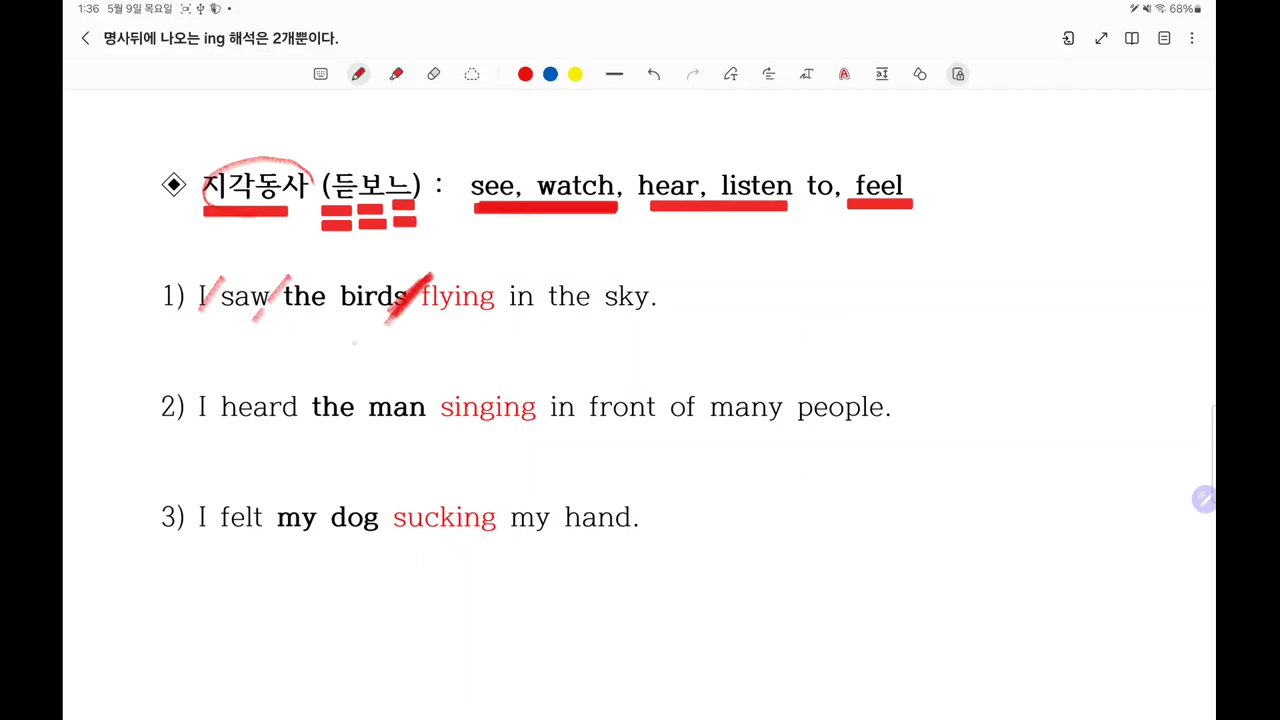 1:36 5월 9일 목요일 68%
명사뒤에 나오는 ing 해석은 2개뿐이다.
지각동사 (듣보느) : see, watch, hear, listen to, feel
1) I saw the birds flying in the sky.
2) I heard the man singing in front of many people.
3) I felt my dog sucking my hand.